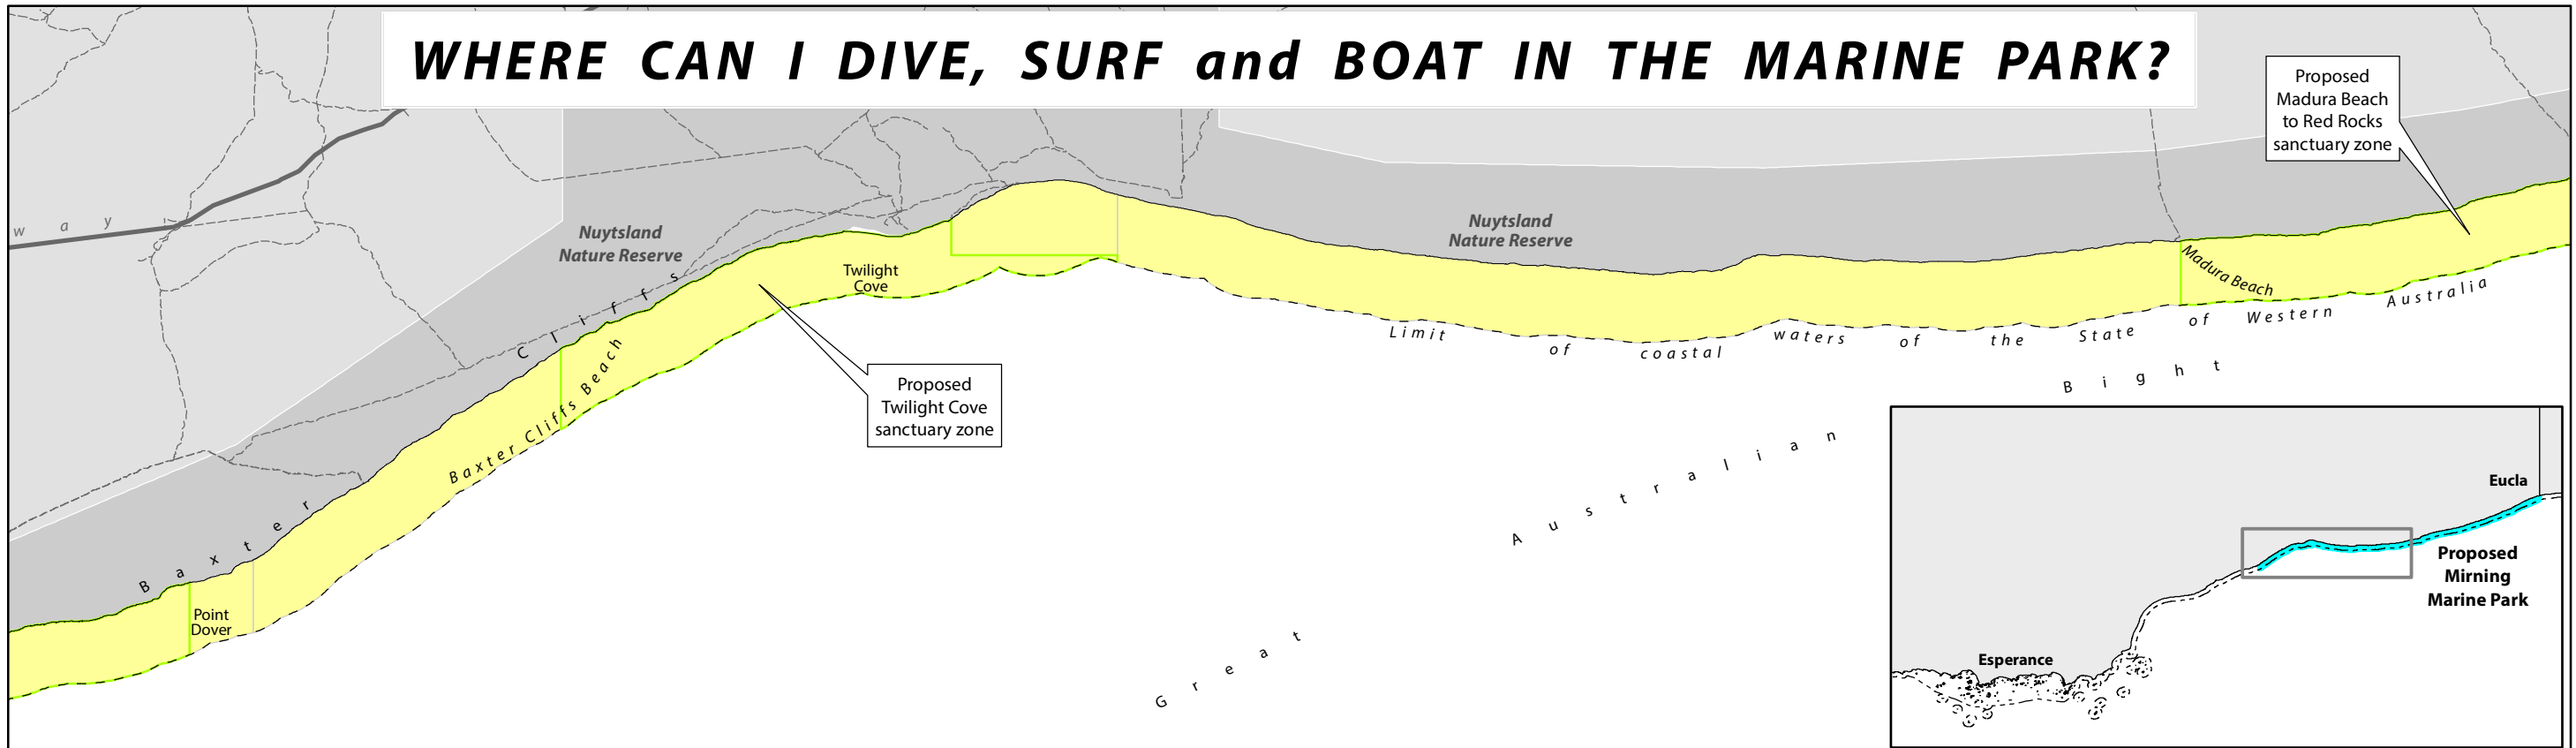 WHERE CAN I DIVE, SURF and BOAT IN THE MARINE PARK?
Proposed
Madura Beach
to Red Rocks
sanctuary zone
way
Nuytsland
Nature Reserve
Nuytsland
Nature Reserve
Twilight
Cove
Madura Beach
Baxter Cliffs
Baxter Cliffs Beach
Limit of coastal waters of the State of Western Australia
Proposed
Twilight Cove
sanctuary zone
Great Australian Bight
Point
Dover
Eucla
Proposed
Mirning
Marine Park
Esperance